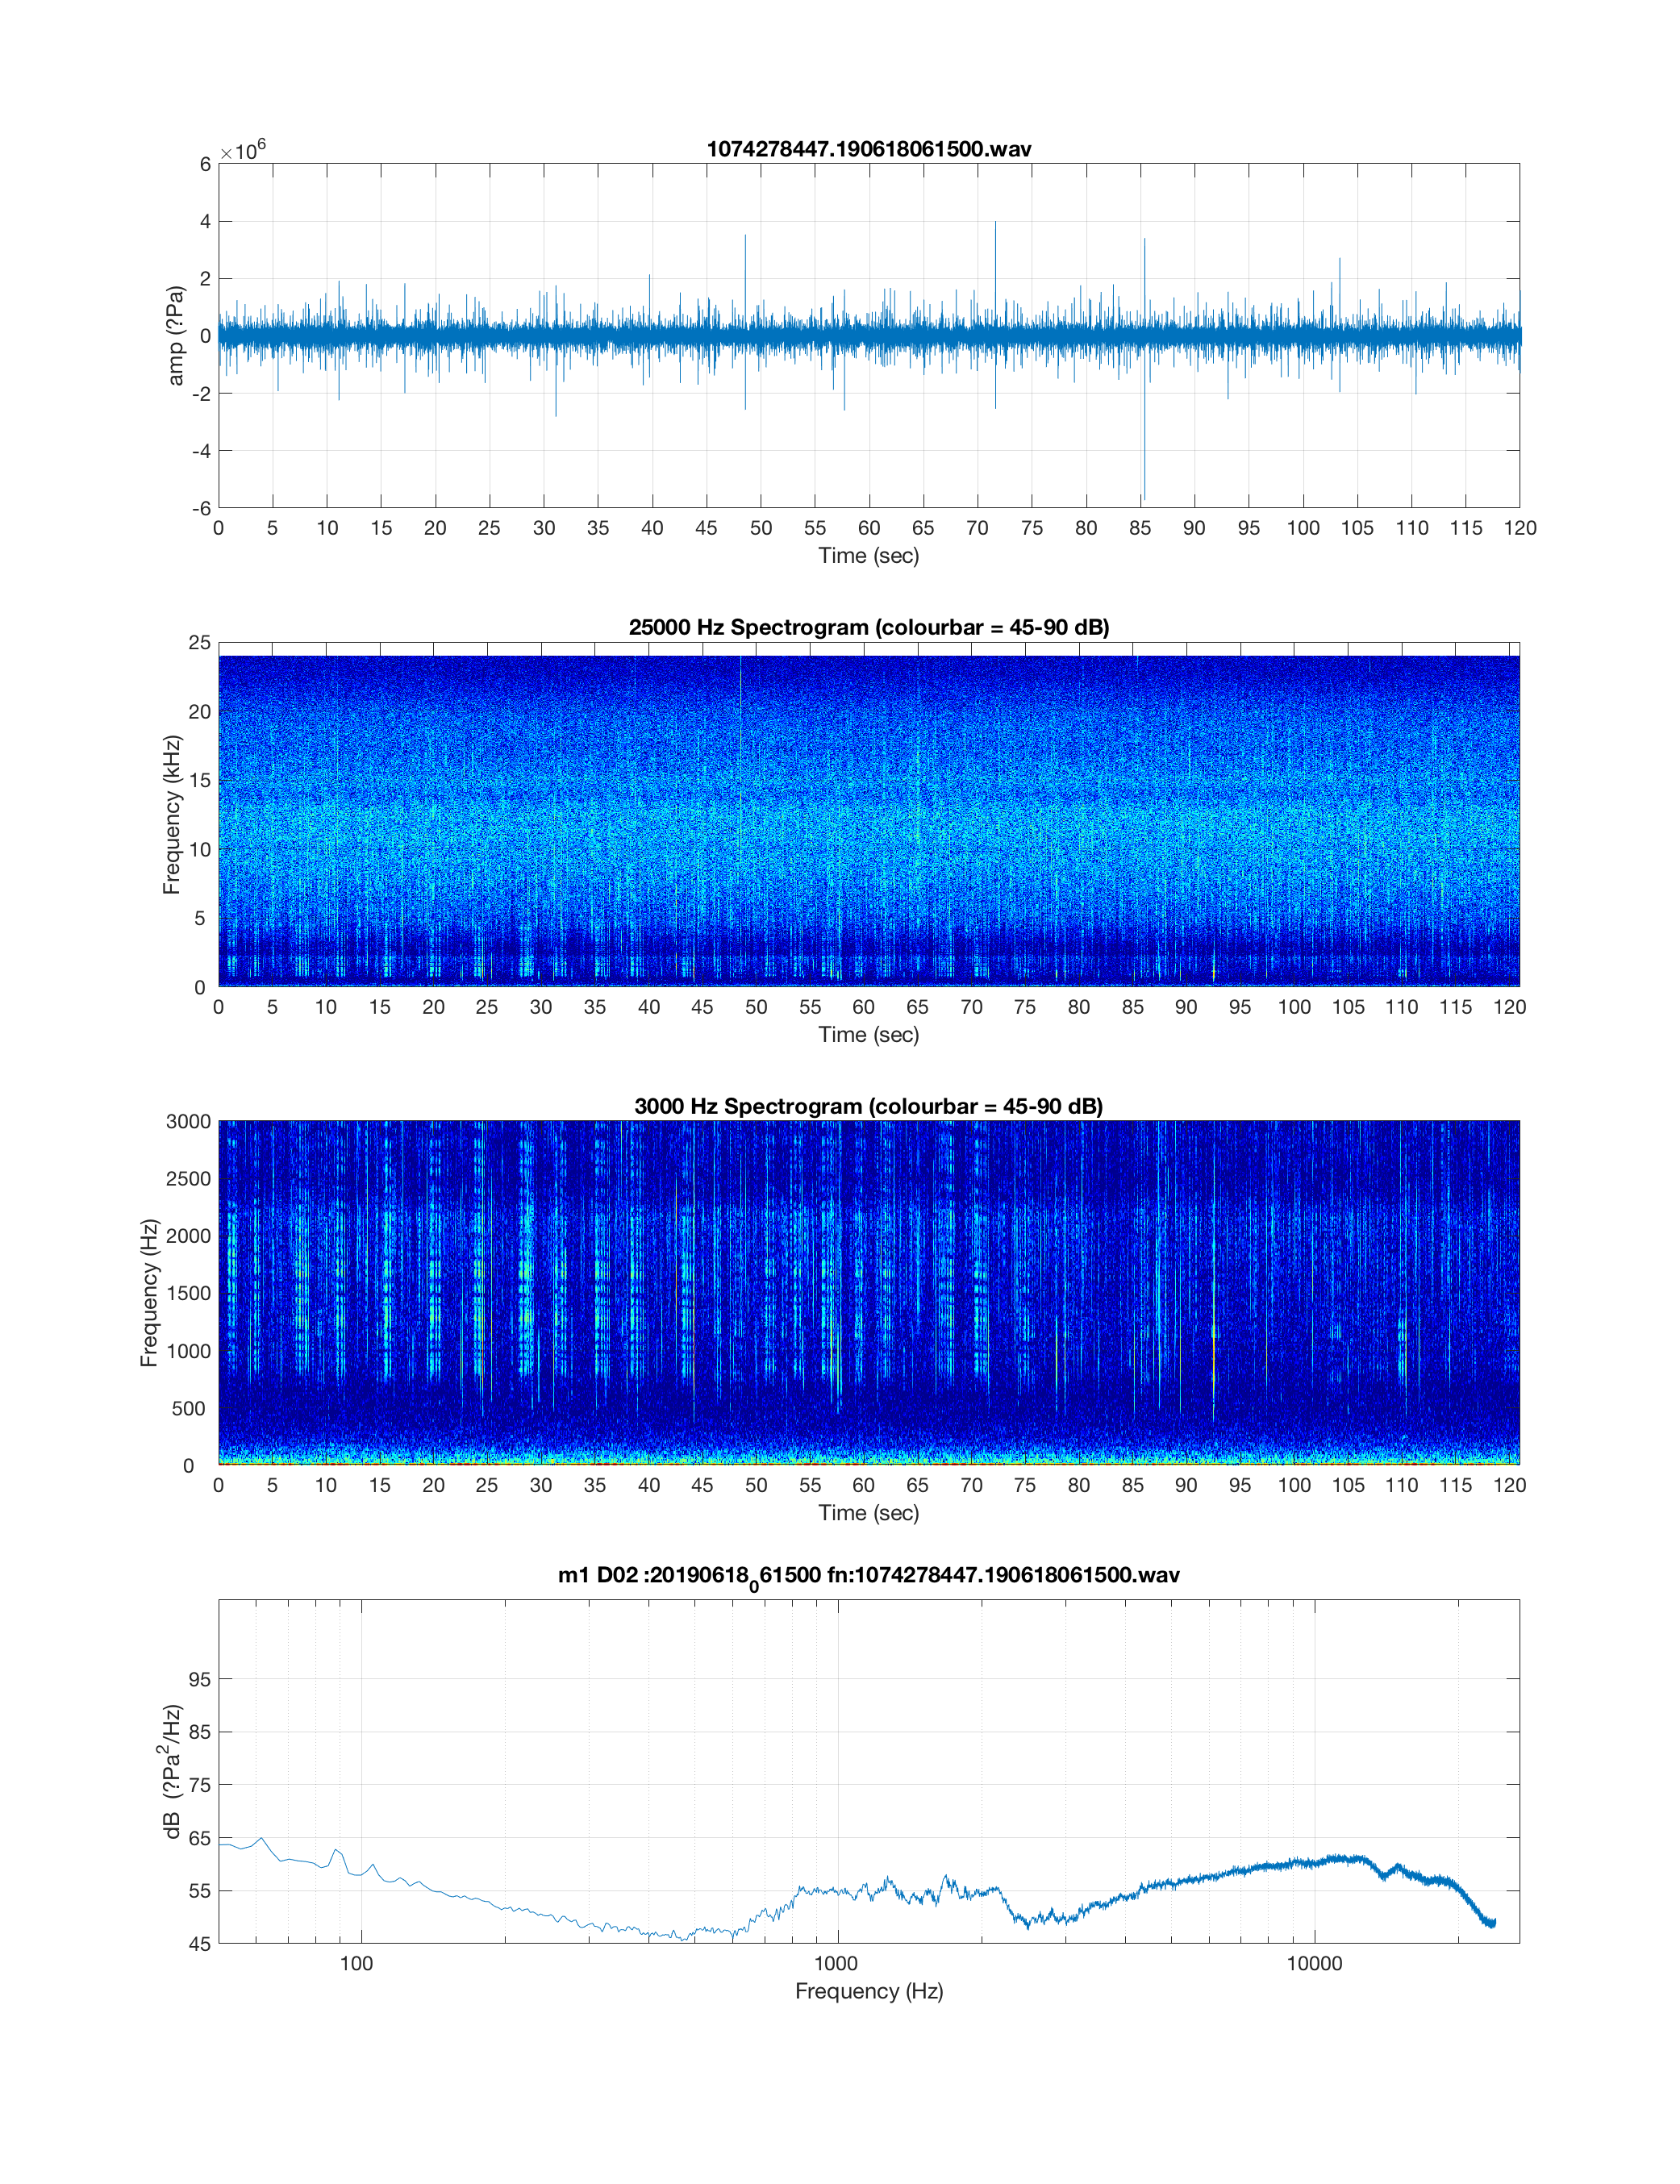 1074278447.190618061500.wav
×10^6
6
4
2
0
-2
-4
-6
amp (?Pa)
0 5 10 15 20 25 30 35 40 45 50 55 60 65 70 75 80 85 90 95 100 105 110 115 120
Time (sec)
25000 Hz Spectrogram (colourbar = 45-90 dB)
25
20
15
10
5
0
Frequency (kHz)
0 5 10 15 20 25 30 35 40 45 50 55 60 65 70 75 80 85 90 95 100 105 110 115 120
Time (sec)
3000 Hz Spectrogram (colourbar = 45-90 dB)
3000
2500
2000
1500
1000
500
0
Frequency (Hz)
0 5 10 15 20 25 30 35 40 45 50 55 60 65 70 75 80 85 90 95 100 105 110 115 120
Time (sec)
m1 D02 :20190618_061500 fn:1074278447.190618061500.wav
95
85
75
65
55
45
dB (?Pa^2/Hz)
100 1000 10000
Frequency (Hz)